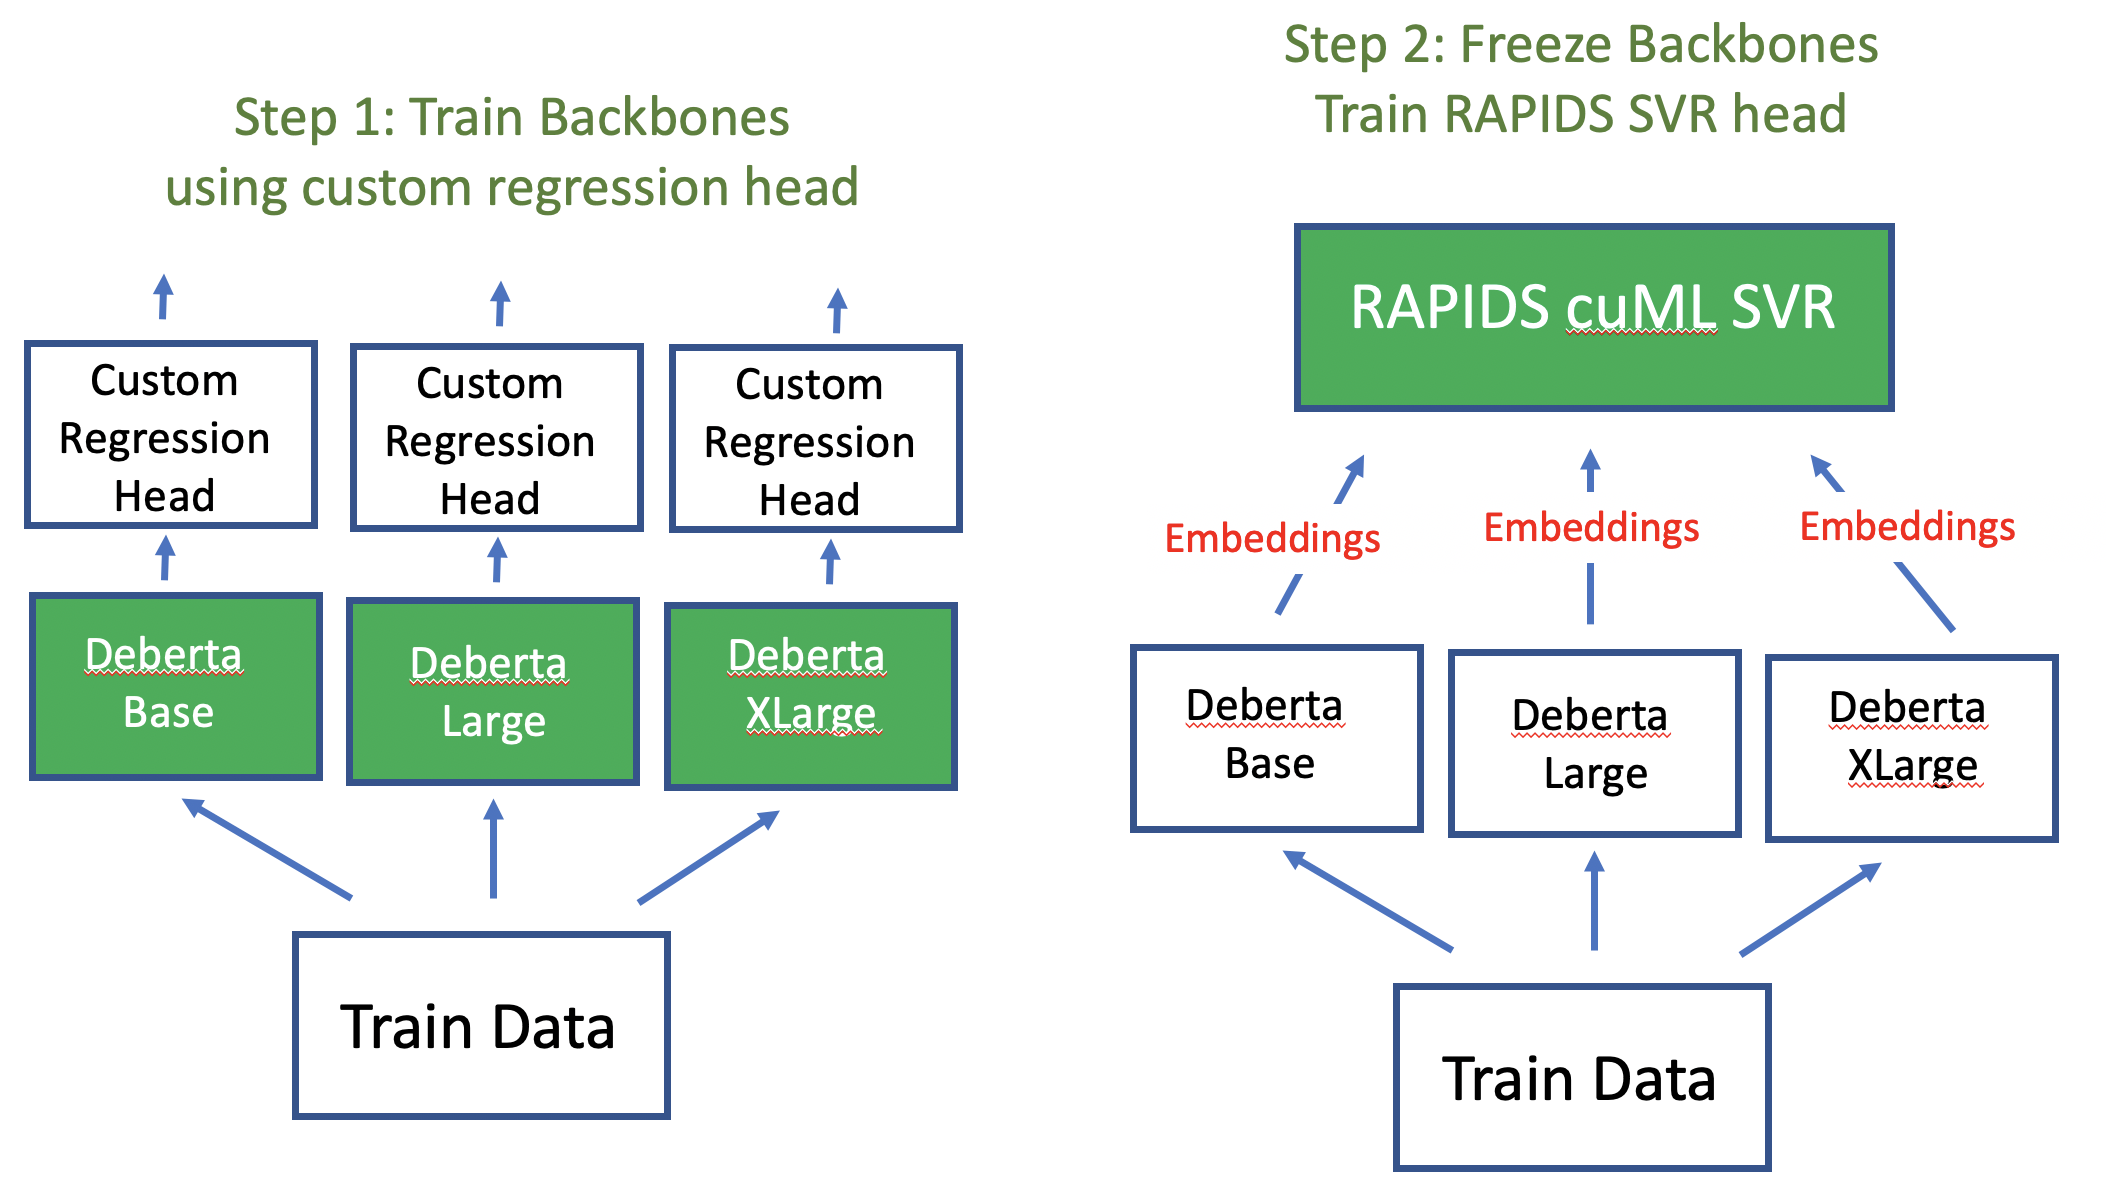 Step 1: Train Backbones
using custom regression head
Custom
Regression
Head
Custom
Regression
Head
Custom
Regression
Head
Deberta
Base
Deberta
Large
Deberta
XLarge
Train Data
Step 2: Freeze Backbones
Train RAPIDS SVR head
RAPIDS cuML SVR
Embeddings
Embeddings
Embeddings
Deberta
Base
Deberta
Large
Deberta
XLarge
Train Data